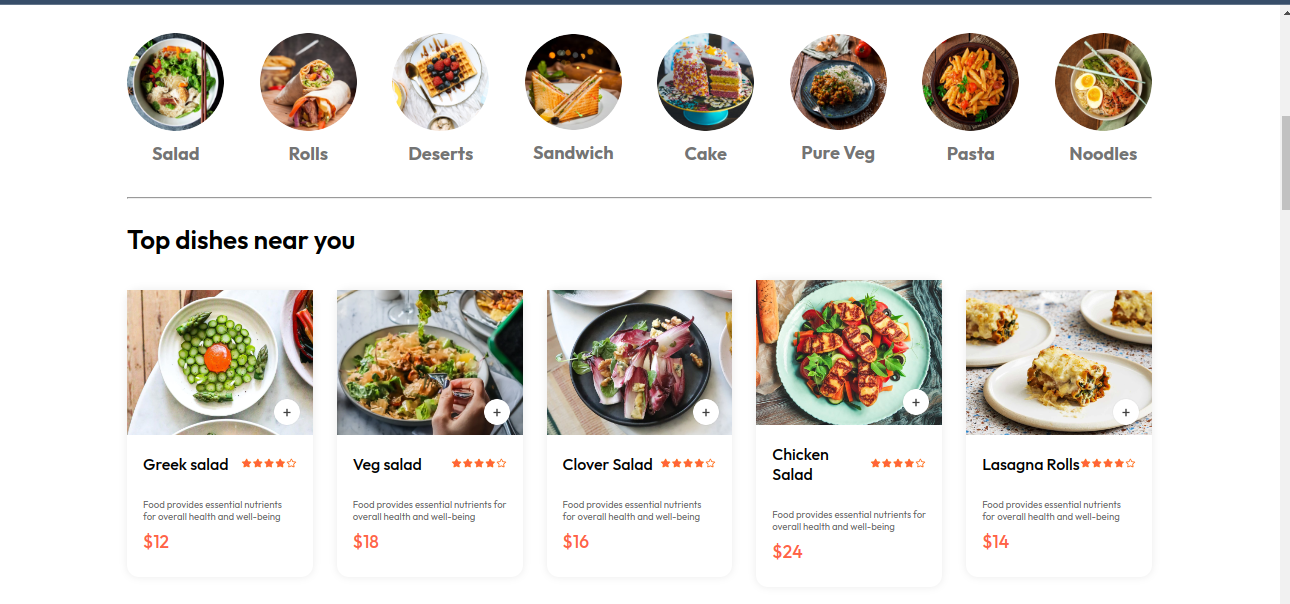 Salad
Rolls
Deserts
Sandwich
Cake
Pure Veg
Pasta
Noodles
Top dishes near you
+
+
+
+
+
Greek salad
Food provides essential nutrients
for overall health and well-being
$12
Veg salad
Food provides essential nutrients for
overall health and well-being
$18
Clover Salad
Food provides essential nutrients
for overall health and well-being
$16
Chicken
Salad
Food provides essential nutrients for
overall health and well-being
$24
Lasagna Rolls
Food provides essential nutrients
for overall health and well-being
$14